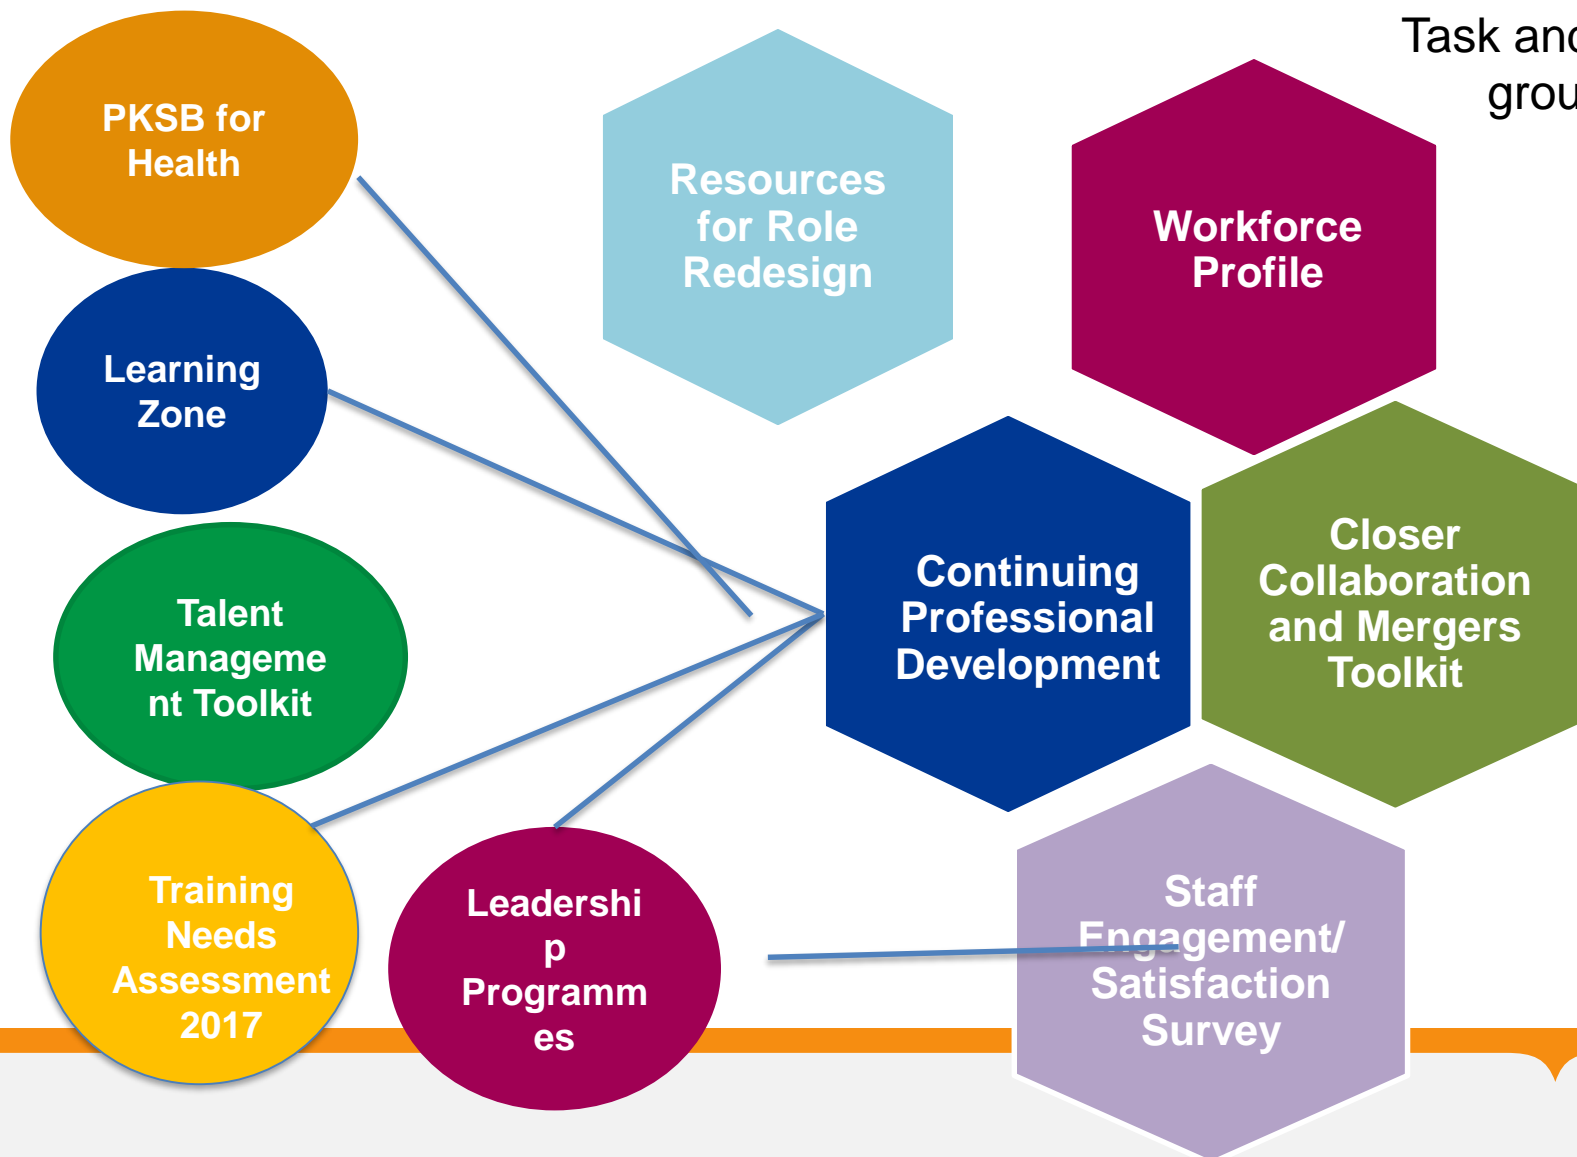 Task and
grou
PKSB for
Health
Resources
for Role
Redesign
Workforce
Profile
Learning
Zone
Continuing
Professional
Development
Closer
Collaboration
and Mergers
Toolkit
Talent
Manageme
nt Toolkit
Training
Needs
Assessment
2017
Leadershi
p
Programm
es
Staff
Engagement/
Satisfaction
Survey